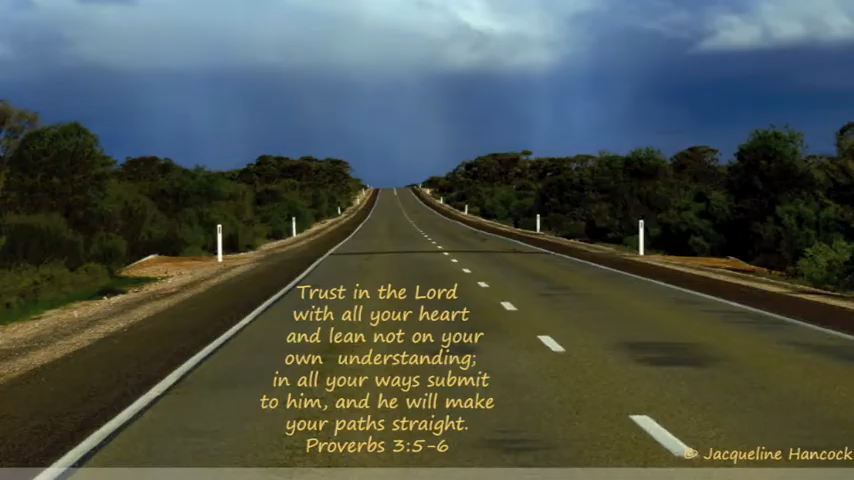 Trust in the Lord
with all your heart
and lean not on your
own understanding;
in all your ways submit
to him, and he will make
your paths straight.
Proverbs 3:5-6
© Jacqueline Hancock